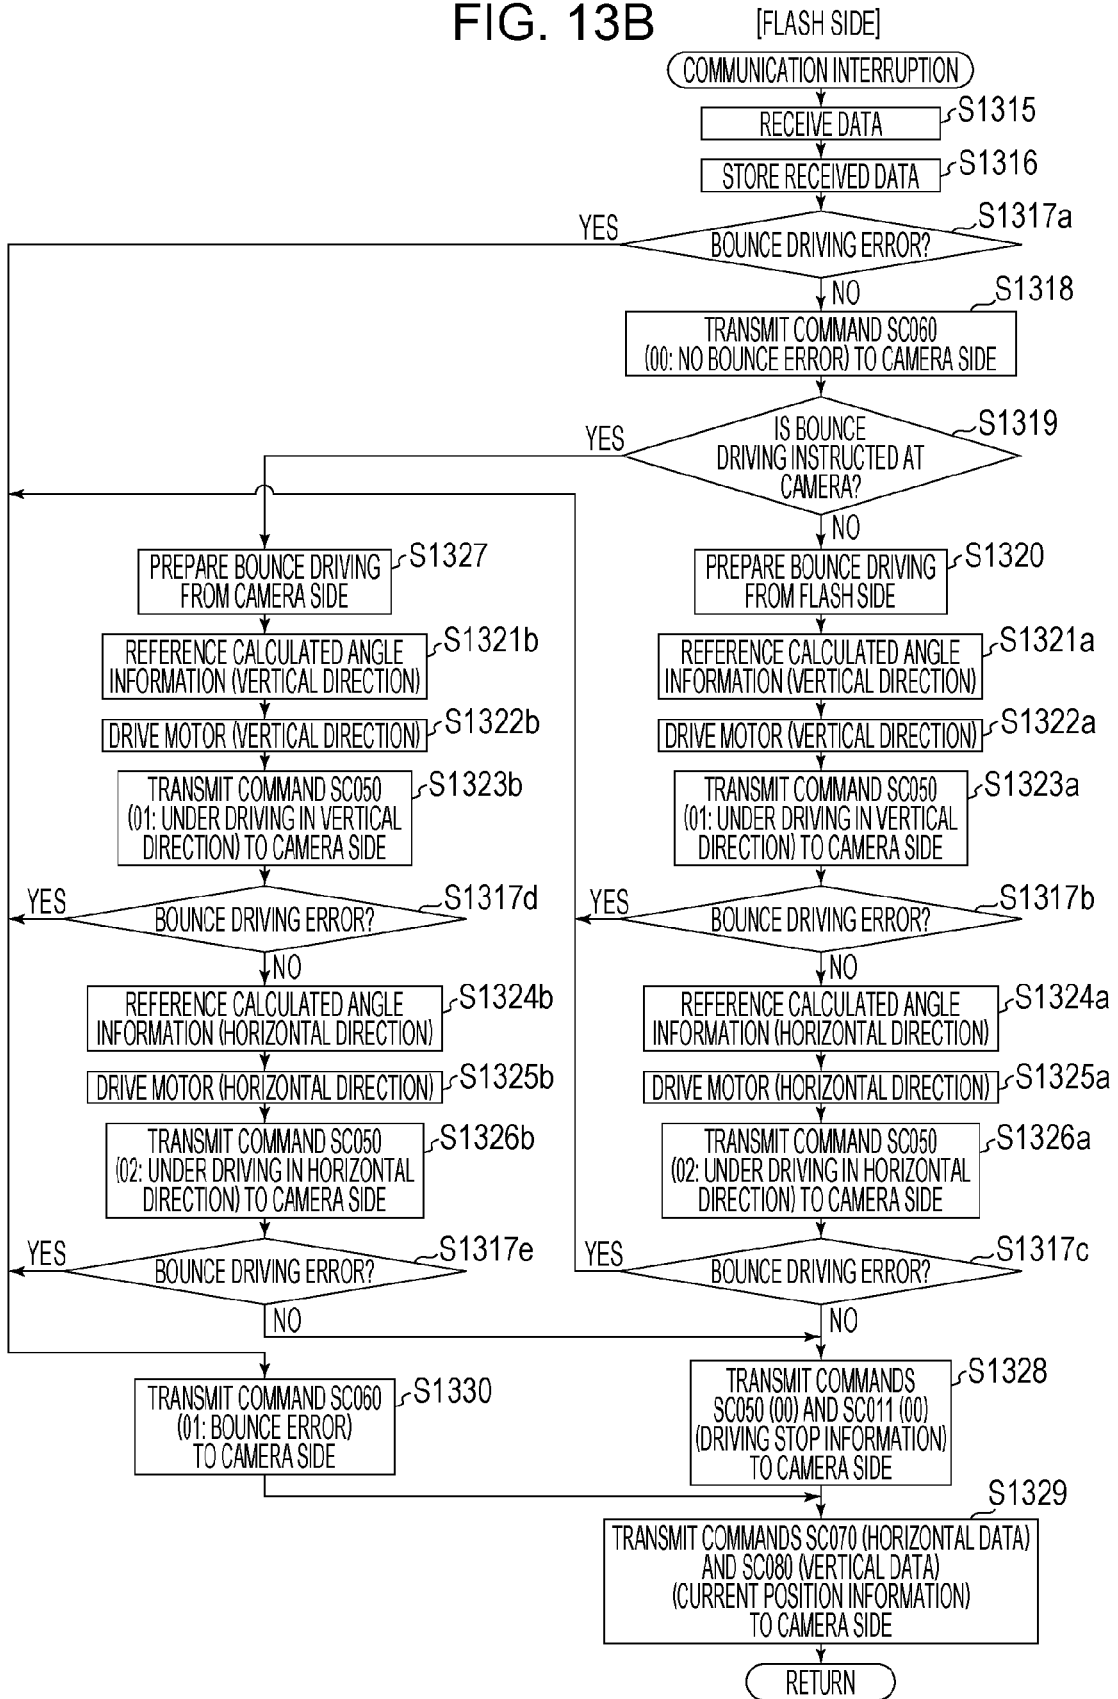 FIG. 13B
[FLASH SIDE]
COMMUNICATION INTERRUPTION
RECEIVE DATA
S1315
STORE RECEIVED DATA
S1316
BOUNCE DRIVING ERROR?
S1317a
YES
NO
TRANSMIT COMMAND SC060
(00: NO BOUNCE ERROR) TO CAMERA SIDE
S1318
IS BOUNCE
DRIVING INSTRUCTED AT
CAMERA?
S1319
YES
NO
PREPARE BOUNCE DRIVING
FROM CAMERA SIDE
S1327
REFERENCE CALCULATED ANGLE
INFORMATION (VERTICAL DIRECTION)
S1321b
DRIVE MOTOR (VERTICAL DIRECTION)
S1322b
TRANSMIT COMMAND SC050
(01: UNDER DRIVING IN VERTICAL
DIRECTION) TO CAMERA SIDE
S1323b
BOUNCE DRIVING ERROR?
S1317d
YES
NO
REFERENCE CALCULATED ANGLE
INFORMATION (HORIZONTAL DIRECTION)
S1324b
DRIVE MOTOR (HORIZONTAL DIRECTION)
S1325b
TRANSMIT COMMAND SC050
(02: UNDER DRIVING IN HORIZONTAL
DIRECTION) TO CAMERA SIDE
S1326b
BOUNCE DRIVING ERROR?
S1317e
YES
NO
PREPARE BOUNCE DRIVING
FROM FLASH SIDE
S1320
REFERENCE CALCULATED ANGLE
INFORMATION (VERTICAL DIRECTION)
S1321a
DRIVE MOTOR (VERTICAL DIRECTION)
S1322a
TRANSMIT COMMAND SC050
(01: UNDER DRIVING IN VERTICAL
DIRECTION) TO CAMERA SIDE
S1323a
BOUNCE DRIVING ERROR?
S1317b
YES
NO
REFERENCE CALCULATED ANGLE
INFORMATION (HORIZONTAL DIRECTION)
S1324a
DRIVE MOTOR (HORIZONTAL DIRECTION)
S1325a
TRANSMIT COMMAND SC050
(02: UNDER DRIVING IN HORIZONTAL
DIRECTION) TO CAMERA SIDE
S1326a
BOUNCE DRIVING ERROR?
S1317c
YES
NO
TRANSMIT COMMAND SC060
(01: BOUNCE ERROR)
TO CAMERA SIDE
S1330
TRANSMIT COMMANDS
SC050 (00) AND SC011 (00)
(DRIVING STOP INFORMATION)
TO CAMERA SIDE
S1328
TRANSMIT COMMANDS SC070 (HORIZONTAL DATA)
AND SC080 (VERTICAL DATA)
(CURRENT POSITION INFORMATION)
TO CAMERA SIDE
S1329
RETURN